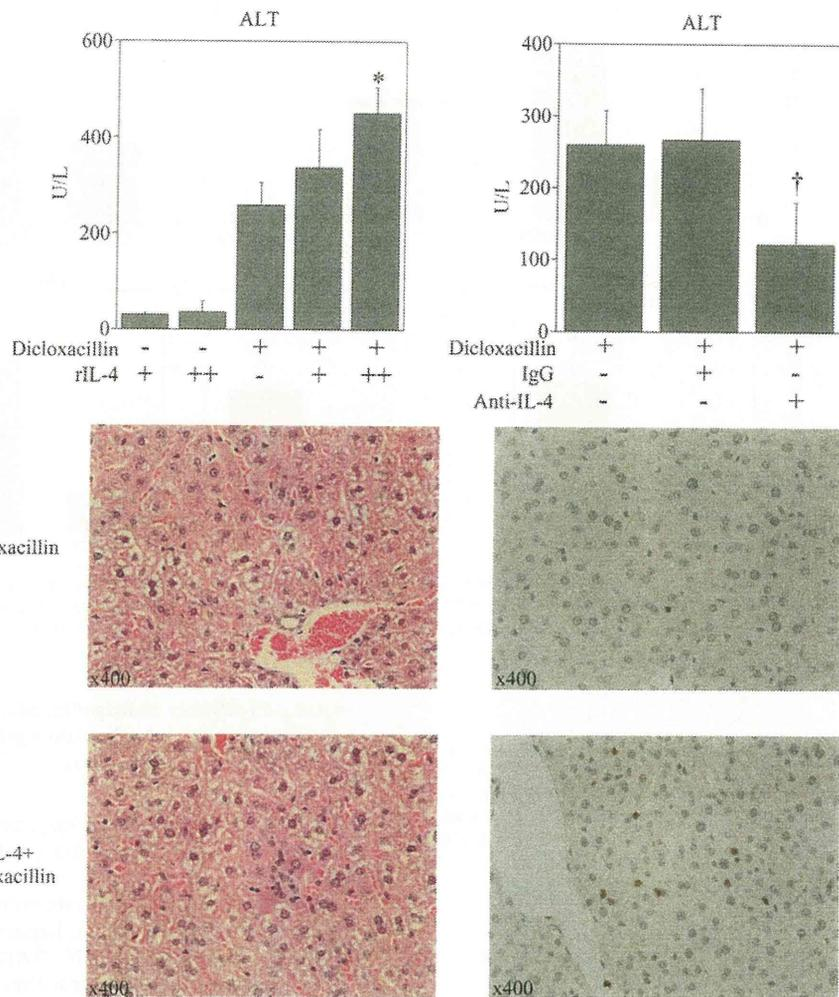 ALT
600
400
200
0
U/L
*
Dicloxacillin - - + + +
rIL-4 + ++ - + ++
ALT
400
300
200
100
0
U/L
†
Dicloxacillin + + +
IgG - + -
Anti-IL-4 - - +
xacillin
x400
x400
L-4+
xacillin
x400
x400